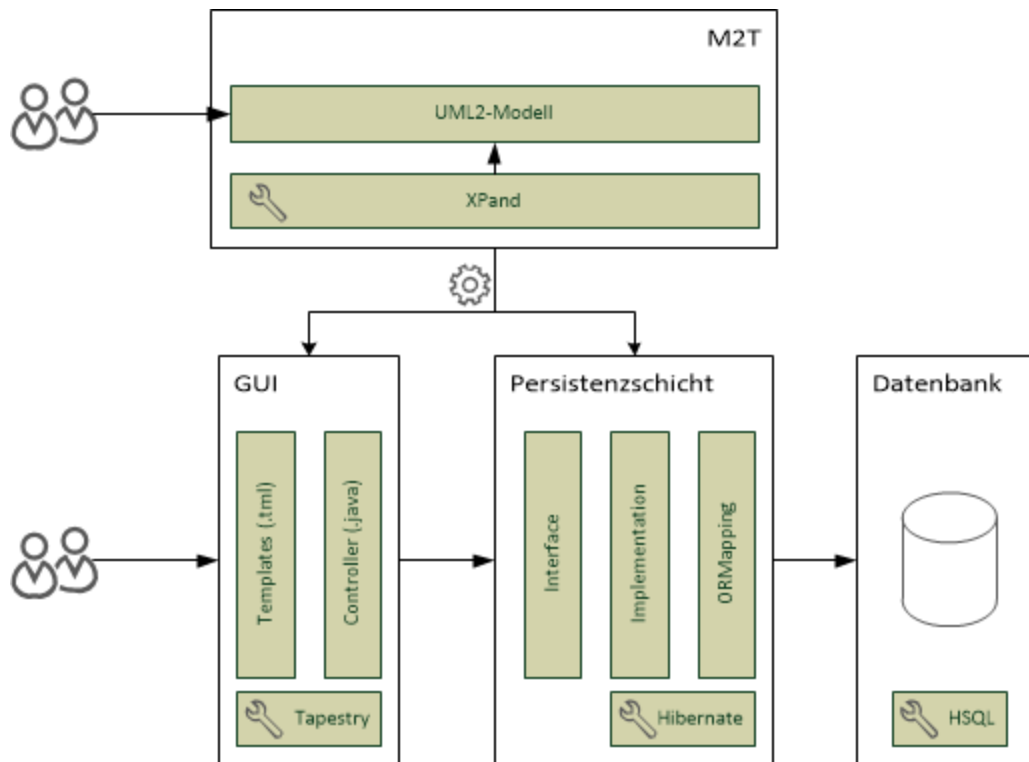 M2T
UML2-Modell
XPand
GUI
Templates (.tml)
Controller (.java)
Tapestry
Persistenzschicht
Interface
Implementation
ORMapping
Hibernate
Datenbank
HSQL